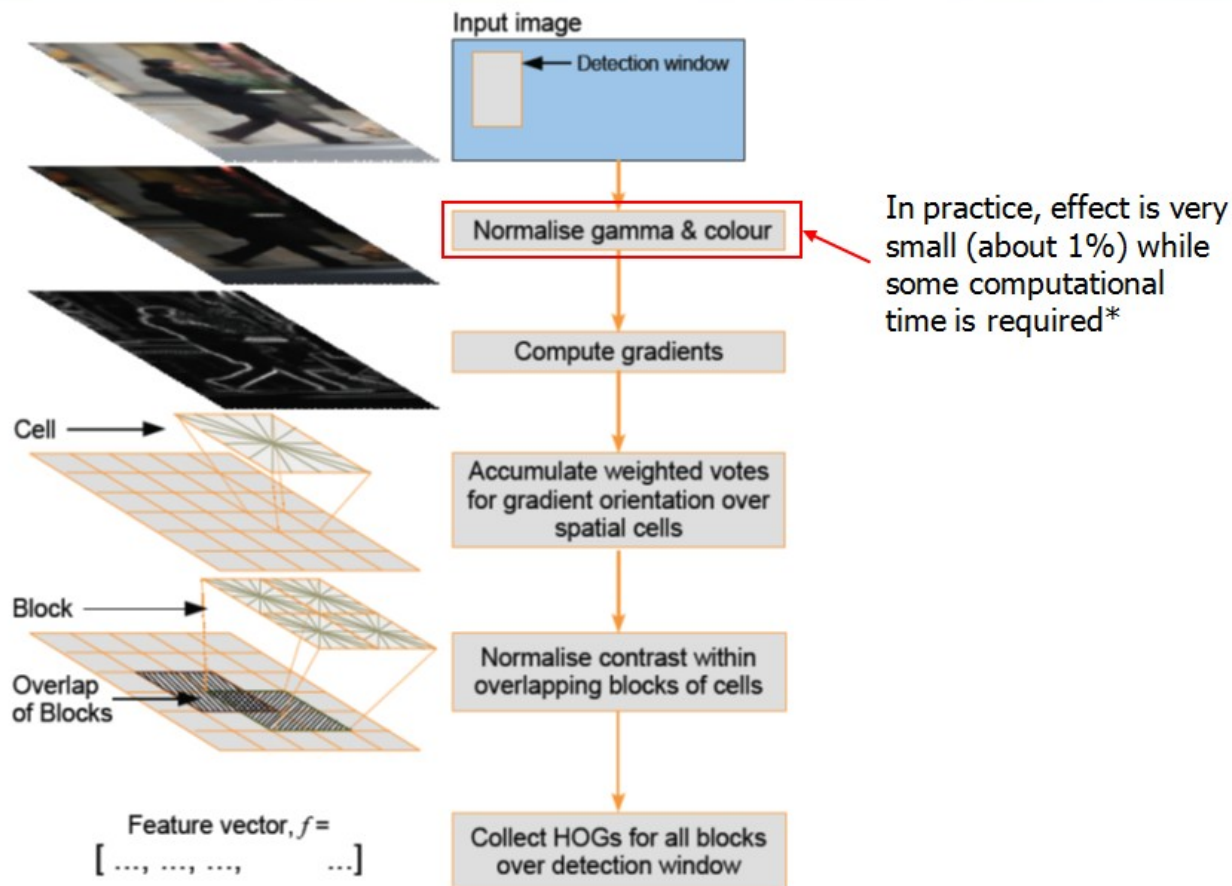 Input image
Detection window
Normalise gamma & colour
In practice, effect is very
small (about 1%) while
some computational
time is required*
Compute gradients
Cell
Accumulate weighted votes
for gradient orientation over
spatial cells
Block
Normalise contrast within
overlapping blocks of cells
Overlap
of Blocks
Feature vector, f =
[ ..., ..., ..., ...]
Collect HOGs for all blocks
over detection window